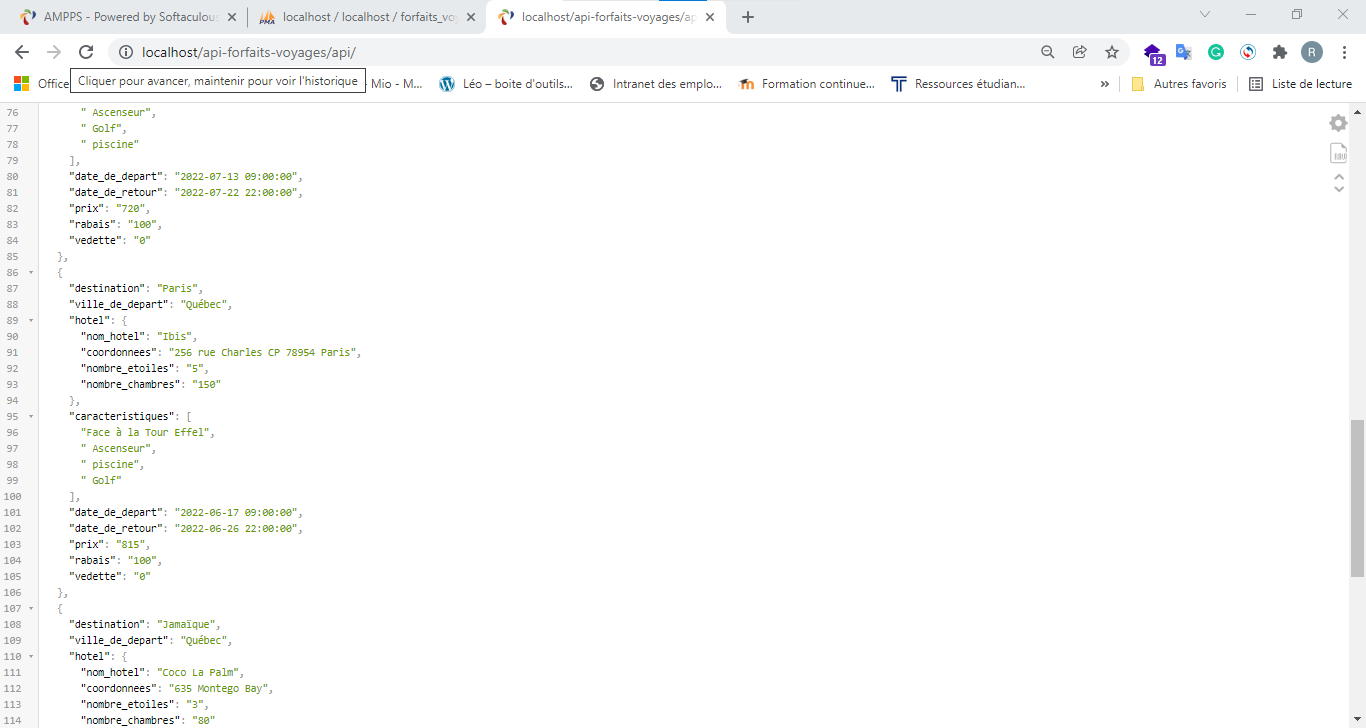 AMPPS - Powered by Softaculous
localhost / localhost / forfaits_vo
localhost/api-forfaits-voyages/ap
localhost/api-forfaits-voyages/api/
12
R
Office
Cliquer pour avancer, maintenir pour voir l'historique
- Mio - M...
Léo – boite d'outils...
Intranet des emplo...
Formation continue...
Ressources étudian...
»
Autres favoris
Liste de lecture
RAW
76 " Ascenseur",
77 " Golf",
78 " piscine"
79 ],
80 "date_de_depart": "2022-07-13 09:00:00",
81 "date_de_retour": "2022-07-22 22:00:00",
82 "prix": "720",
83 "rabais": "100",
84 "vedette": "0"
85 },
86 {
87 "destination": "Paris",
88 "ville_de_depart": "Québec",
89 "hotel": {
90 "nom_hotel": "Ibis",
91 "coordonnees": "256 rue Charles CP 78954 Paris",
92 "nombre_etoiles": "5",
93 "nombre_chambres": "150"
94 },
95 "caracteristiques": [
96 "Face à la Tour Effel",
97 " Ascenseur",
98 " piscine",
99 " Golf"
100 ],
101 "date_de_depart": "2022-06-17 09:00:00",
102 "date_de_retour": "2022-06-26 22:00:00",
103 "prix": "815",
104 "rabais": "100",
105 "vedette": "0"
106 },
107 {
108 "destination": "Jamaïque",
109 "ville_de_depart": "Québec",
110 "hotel": {
111 "nom_hotel": "Coco La Palm",
112 "coordonnees": "635 Montego Bay",
113 "nombre_etoiles": "3",
114 "nombre_chambres": "80"